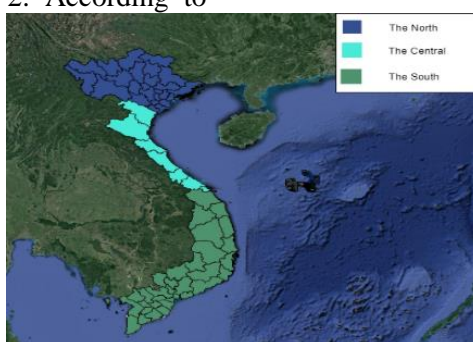 2. According to
The North
The Central
The South